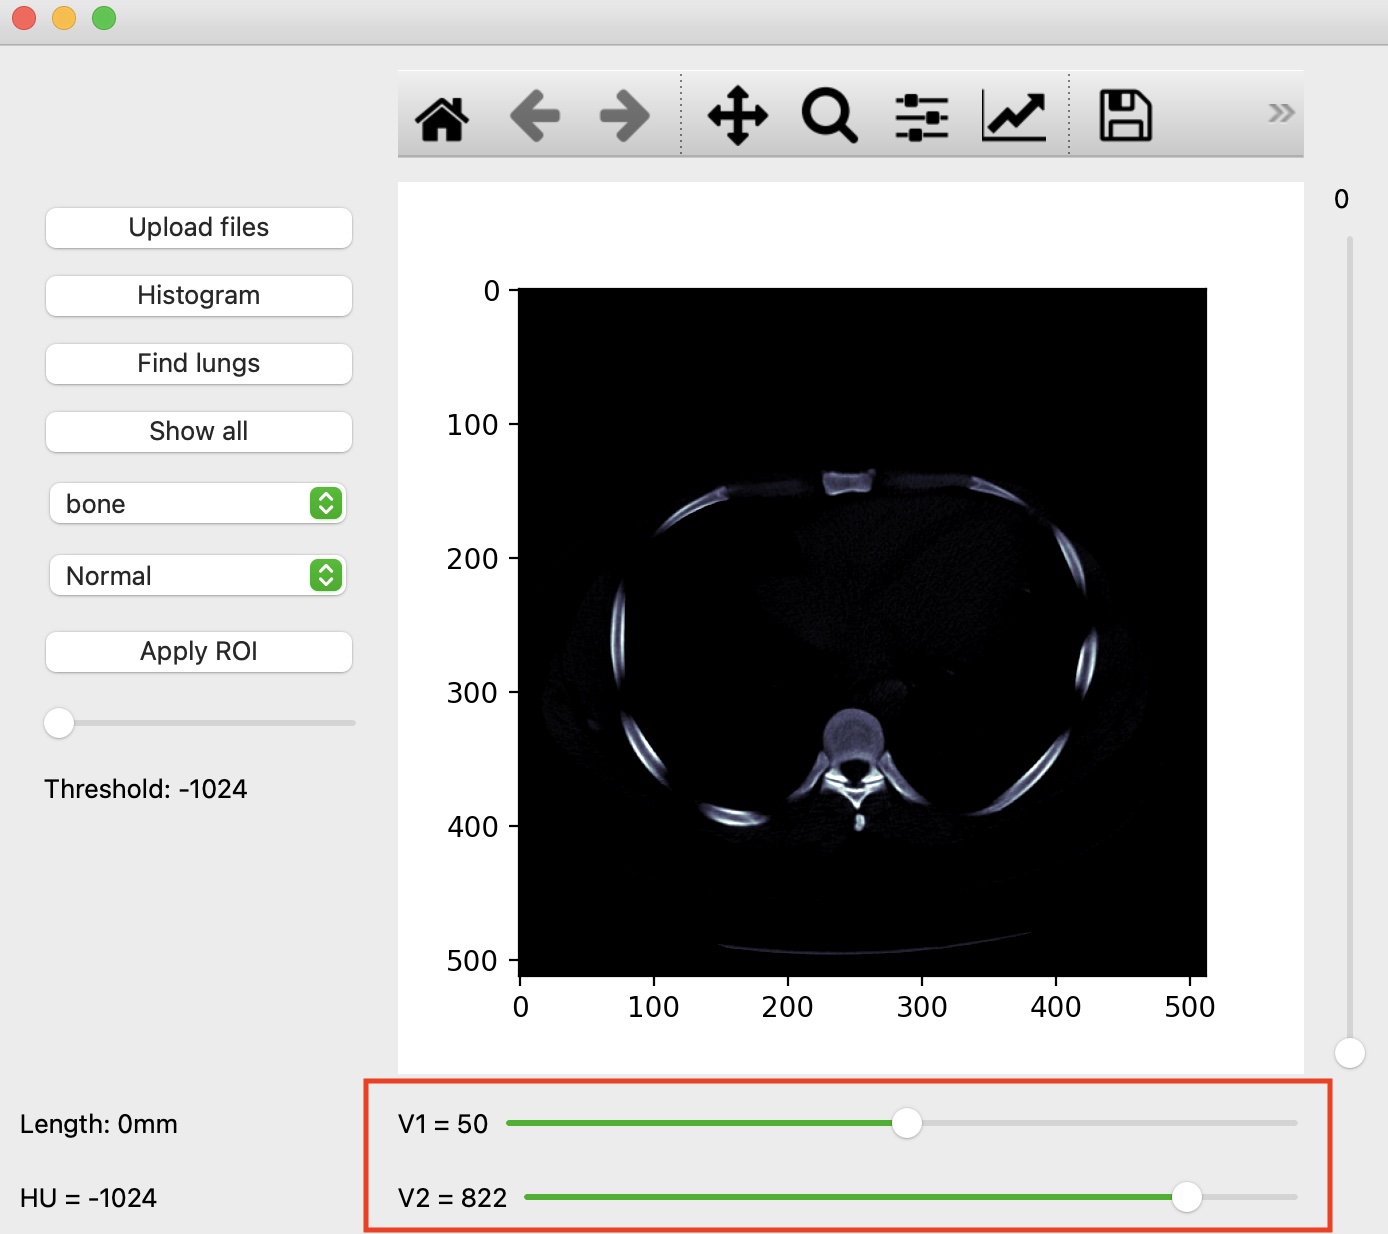 0
Upload files
Histogram
Find lungs
Show all
bone
Normal
Apply ROI
Threshold: -1024
0
100
200
300
400
500
0 100 200 300 400 500
Length: 0mm
V1 = 50
HU = -1024
V2 = 822